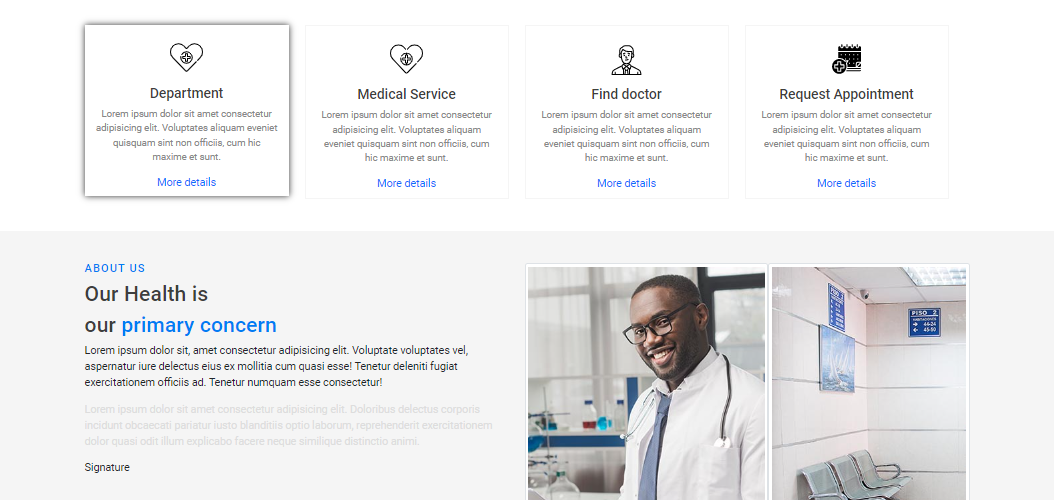 Department
Lorem ipsum dolor sit amet consectetur
adipisicing elit. Voluptates aliquam eveniet
quisquam sint non officiis, cum hic
maxime et sunt.
More details
Medical Service
Lorem ipsum dolor sit amet consectetur
adipisicing elit. Voluptates aliquam
eveniet quisquam sint non officiis, cum
hic maxime et sunt.
More details
Find doctor
Lorem ipsum dolor sit amet consectetur
adipisicing elit. Voluptates aliquam
eveniet quisquam sint non officiis, cum
hic maxime et sunt.
More details
Request Appointment
Lorem ipsum dolor sit amet consectetur
adipisicing elit. Voluptates aliquam
eveniet quisquam sint non officiis, cum
hic maxime et sunt.
More details
ABOUT US
Our Health is
our primary concern
Lorem ipsum dolor sit, amet consectetur adipisicing elit. Voluptate voluptates vel,
aspernatur iure delectus eius ex mollitia cum quasi esse! Tenetur deleniti fugiat
exercitationem officiis ad. Tenetur numquam esse consectetur!
Lorem ipsum dolor sit amet consectetur adipisicing elit. Doloribus delectus corporis
incidunt obcaecati pariatur iusto blanditiis optio laborum, reprehenderit exercitationem
dolor quasi odit illum explicabo facere neque similique distinctio animi.
Signature
PISO 2
44-24
45-50